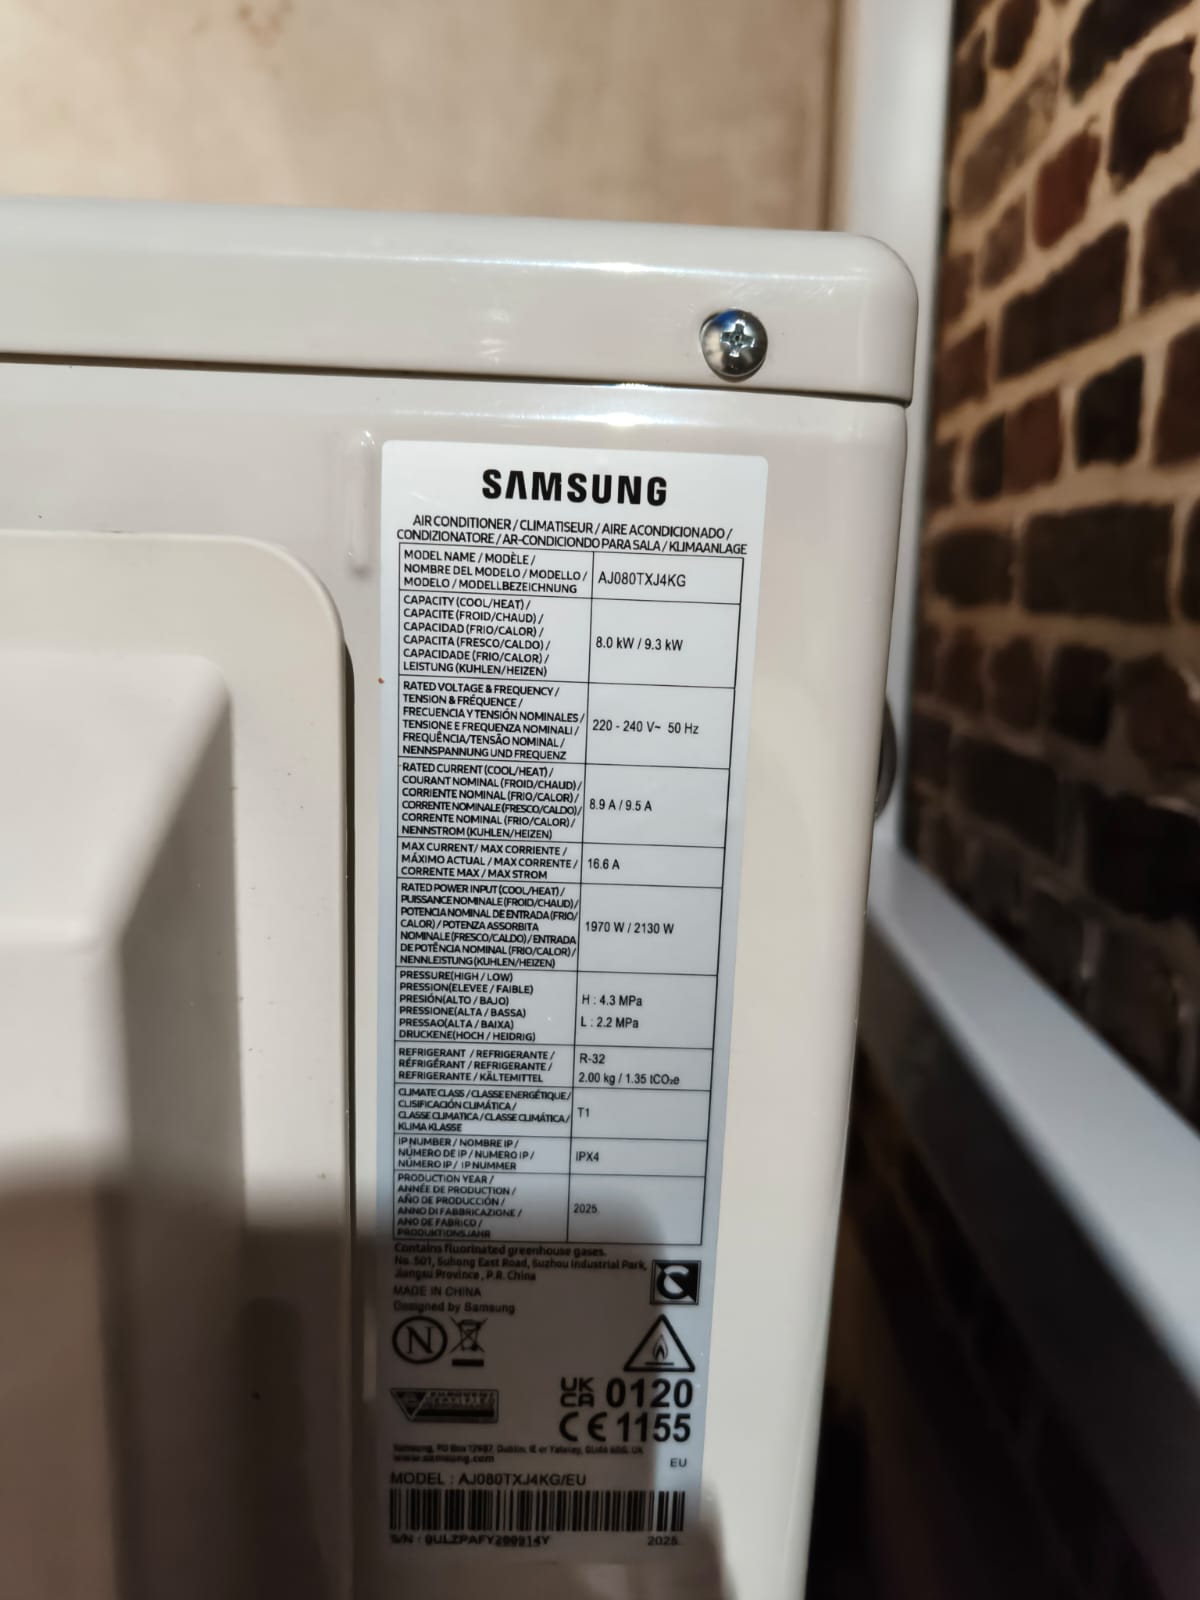 SAMSUNG
AIR CONDITIONER / CLIMATISEUR / AIRE ACONDICIONADO /
CONDIZIONATORE / AR-CONDICIONDO PARA SALA / KLIMAANLAGE
MODEL NAME / MODÈLE /
NOMBRE DEL MODELO / MODELLO /
MODELO / MODELLBEZEICHNUNG
AJ080TXJ4KG
CAPACITY (COOL/HEAT) /
CAPACITE (FROID/CHAUD) /
CAPACIDAD (FRIO/CALOR) /
CAPACITA (FRESCO/CALDO) /
CAPACIDADE (FRIO/CALOR) /
LEISTUNG (KUHLEN/HEIZEN)
8.0 kW / 9.3 kW
RATED VOLTAGE & FREQUENCY /
TENSION & FRÉQUENCE /
FRECUENCIA Y TENSIÓN NOMINALES /
TENSIONE E FREQUENZA NOMINALI /
FREQUÊNCIA/TENSÃO NOMINAL /
NENNSPANNUNG UND FREQUENZ
220 - 240 V~ 50 Hz
RATED CURRENT (COOL/HEAT) /
COURANT NOMINAL (FROID/CHAUD) /
CORRIENTE NOMINAL (FRIO/CALOR) /
CORRENTE NOMINALE (FRESCO/CALDO) /
CORRENTE NOMINAL (FRIO/CALOR) /
NENNSTROM (KUHLEN/HEIZEN)
8.9 A / 9.5 A
MAX CURRENT/ MAX CORRIENTE /
MÁXIMO ACTUAL / MAX CORRENTE /
CORRENTE MAX / MAX STROM
16.6 A
RATED POWER INPUT (COOL/HEAT) /
PUISSANCE NOMINALE (FROID/CHAUD) /
POTENCIA NOMINAL DE ENTRADA (FRIO/
CALOR) / POTENZA ASSORBITA
NOMINALE (FRESCO/CALDO) / ENTRADA
DE POTÊNCIA NOMINAL (FRIO/CALOR) /
NENNLEISTUNG (KUHLEN/HEIZEN)
1970 W / 2130 W
PRESSURE(HIGH / LOW)
PRESSION(ELEVEE / FAIBLE)
PRESIÓN(ALTO / BAJO)
PRESSIONE(ALTA / BASSA)
PRESSAO(ALTA / BAIXA)
DRUCKENE(HOCH / HEIDRIG)
H : 4.3 MPa
L : 2.2 MPa
REFRIGERANT / REFRIGERANTE /
RÉFRIGÉRANT / REFRIGERANTE /
REFRIGERANTE / KÄLTEMITTEL
R-32
2.00 kg / 1.35 tCO₂e
CLIMATE CLASS / CLASSE ENERGÉTIQUE /
CLISIFICACIÓN CLIMÁTICA /
CLASSE CLIMATICA / CLASSE CLIMÁTICA /
KLIMA KLASSE
T1
IP NUMBER / NOMBRE IP /
NÚMERO DE IP / NUMERO IP /
NÚMERO IP / IP NUMMER
IPX4
PRODUCTION YEAR /
ANNÉE DE PRODUCTION /
AÑO DE PRODUCCIÓN /
ANNO DI FABBRICAZIONE /
ANO DE FABRICO /
PRODUKTIONSJAHR
2025.
Contains fluorinated greenhouse gases.
No. 501, Suhong East Road, Suzhou Industrial Park,
Jiangsu Province, P.R. China
MADE IN CHINA
Designed by Samsung
N
UK
CA 0120
CE 1155
Samsung, PO Box 12987, Dublin, IE or Yateley, GU46 6GG, UK
www.samsung.com
EU
MODEL : AJ080TXJ4KG/EU
S/N : 0ULZPAFY200914Y
2025.